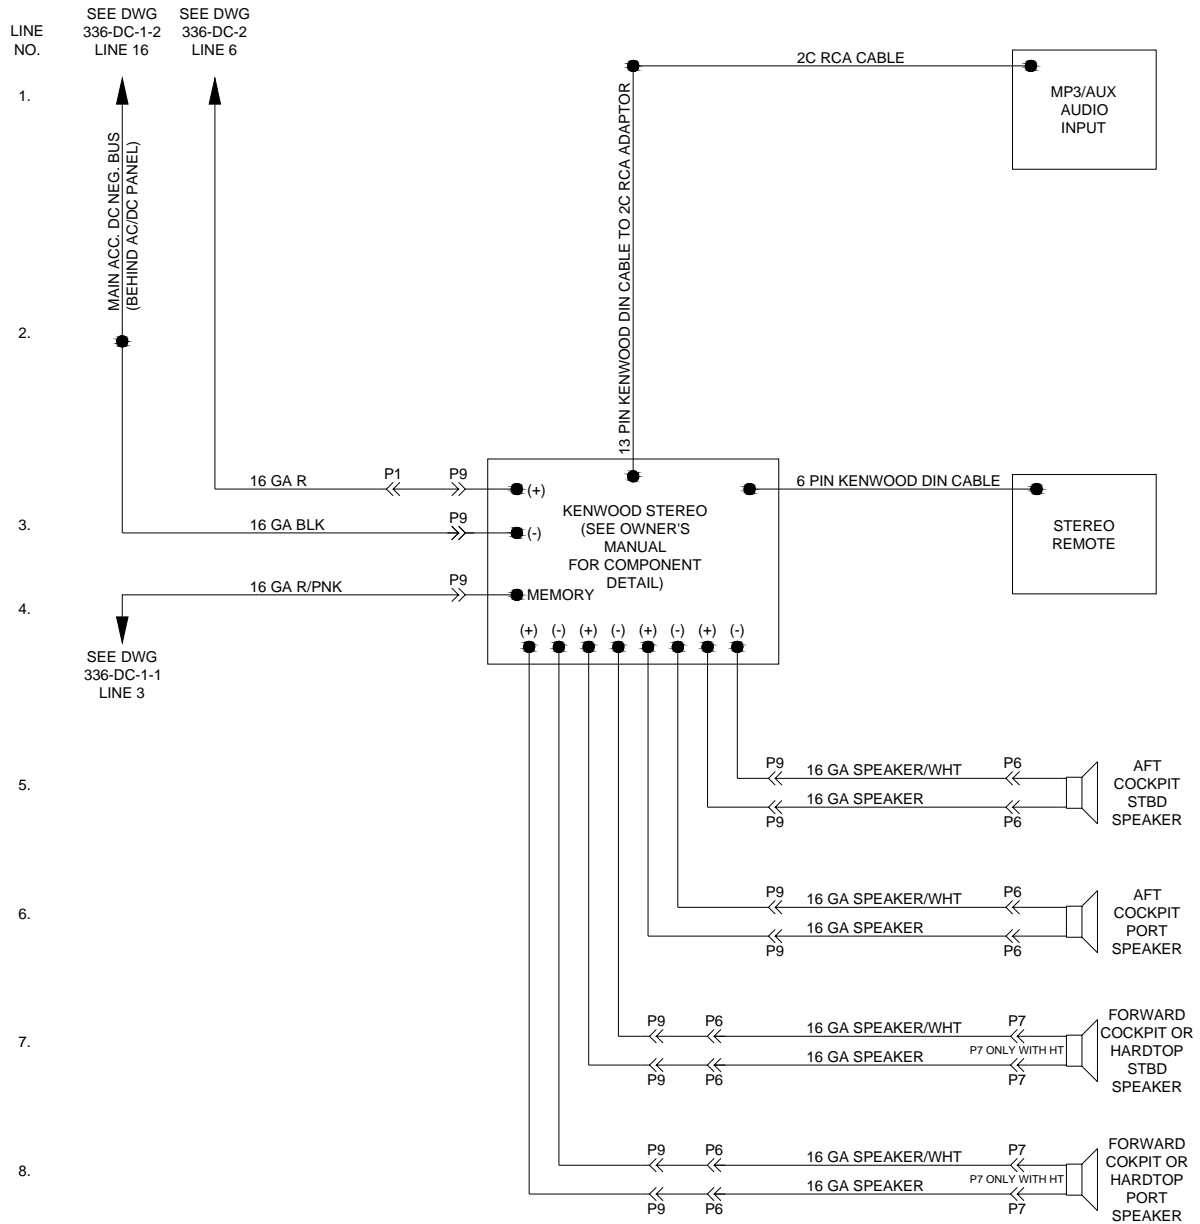 LINE
NO.
SEE DWG
336-DC-1-2
LINE 16
SEE DWG
336-DC-2
LINE 6
1.
MAIN ACC. DC NEG. BUS
(BEHIND AC/DC PANEL)
13 PIN KENWOOD DIN CABLE TO 2C RCA ADAPTOR
2C RCA CABLE
MP3/AUX
AUDIO
INPUT
2.
16 GA R
P1
P9
(+)
3.
16 GA BLK
P9
(-)
KENWOOD STEREO
(SEE OWNER'S
MANUAL
FOR COMPONENT
DETAIL)
6 PIN KENWOOD DIN CABLE
STEREO
REMOTE
4.
16 GA R/PNK
P9
MEMORY
(+) (-) (+) (-) (+) (-) (+) (-)
SEE DWG
336-DC-1-1
LINE 3
5.
P9 16 GA SPEAKER/WHT P6
16 GA SPEAKER
P9 P6
AFT
COCKPIT
STBD
SPEAKER
6.
P9 16 GA SPEAKER/WHT P6
16 GA SPEAKER
P9 P6
AFT
COCKPIT
PORT
SPEAKER
7.
P9 P6 16 GA SPEAKER/WHT P7
16 GA SPEAKER P7 ONLY WITH HT
P9 P6 P7
FORWARD
COCKPIT OR
HARDTOP
STBD
SPEAKER
8.
P9 P6 16 GA SPEAKER/WHT P7
16 GA SPEAKER P7 ONLY WITH HT
P9 P6 P7
FORWARD
COKPIT OR
HARDTOP
PORT
SPEAKER